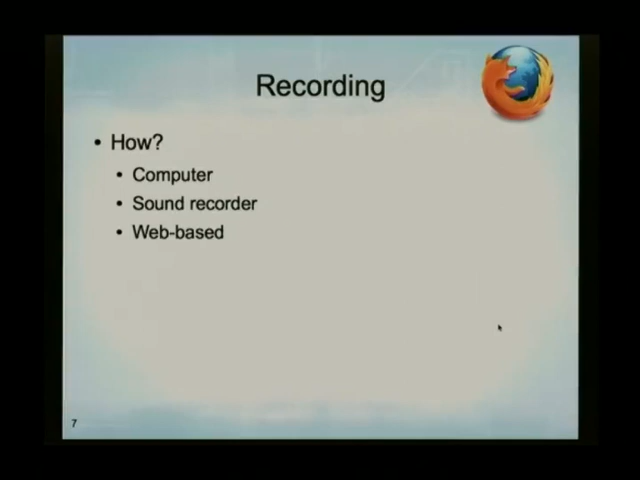 Recording
• How?
• Computer
• Sound recorder
• Web-based
7